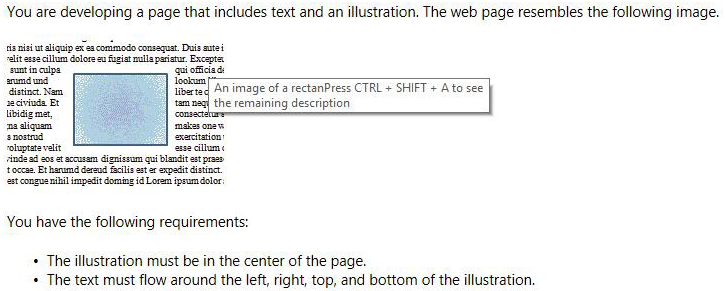 You are developing a page that includes text and an illustration. The web page resembles the following image.
ris nisi ut aliquip ex ea commodo consequat. Duis aute i
velit esse cillum dolore eu fugiat nulla pariatur. Excepteu
sunt in culpa qui officia de
arumd und lookum
distinct. Nam liber te c
se civiuda. Et tam neq
libidig met, consectetur
na aliquam makes one w
s nostrud exercitation
voluptate velit esse cillum
rinde ad eos et accusam dignissum qui blandit est praes
t occae. Et harumd dereud facilis est er expedit distinct.
est congue nihil impedit doming id Lorem ipsum dolor
An image of a rectanPress CTRL + SHIFT + A to see
the remaining description
You have the following requirements:
• The illustration must be in the center of the page.
• The text must flow around the left, right, top, and bottom of the illustration.